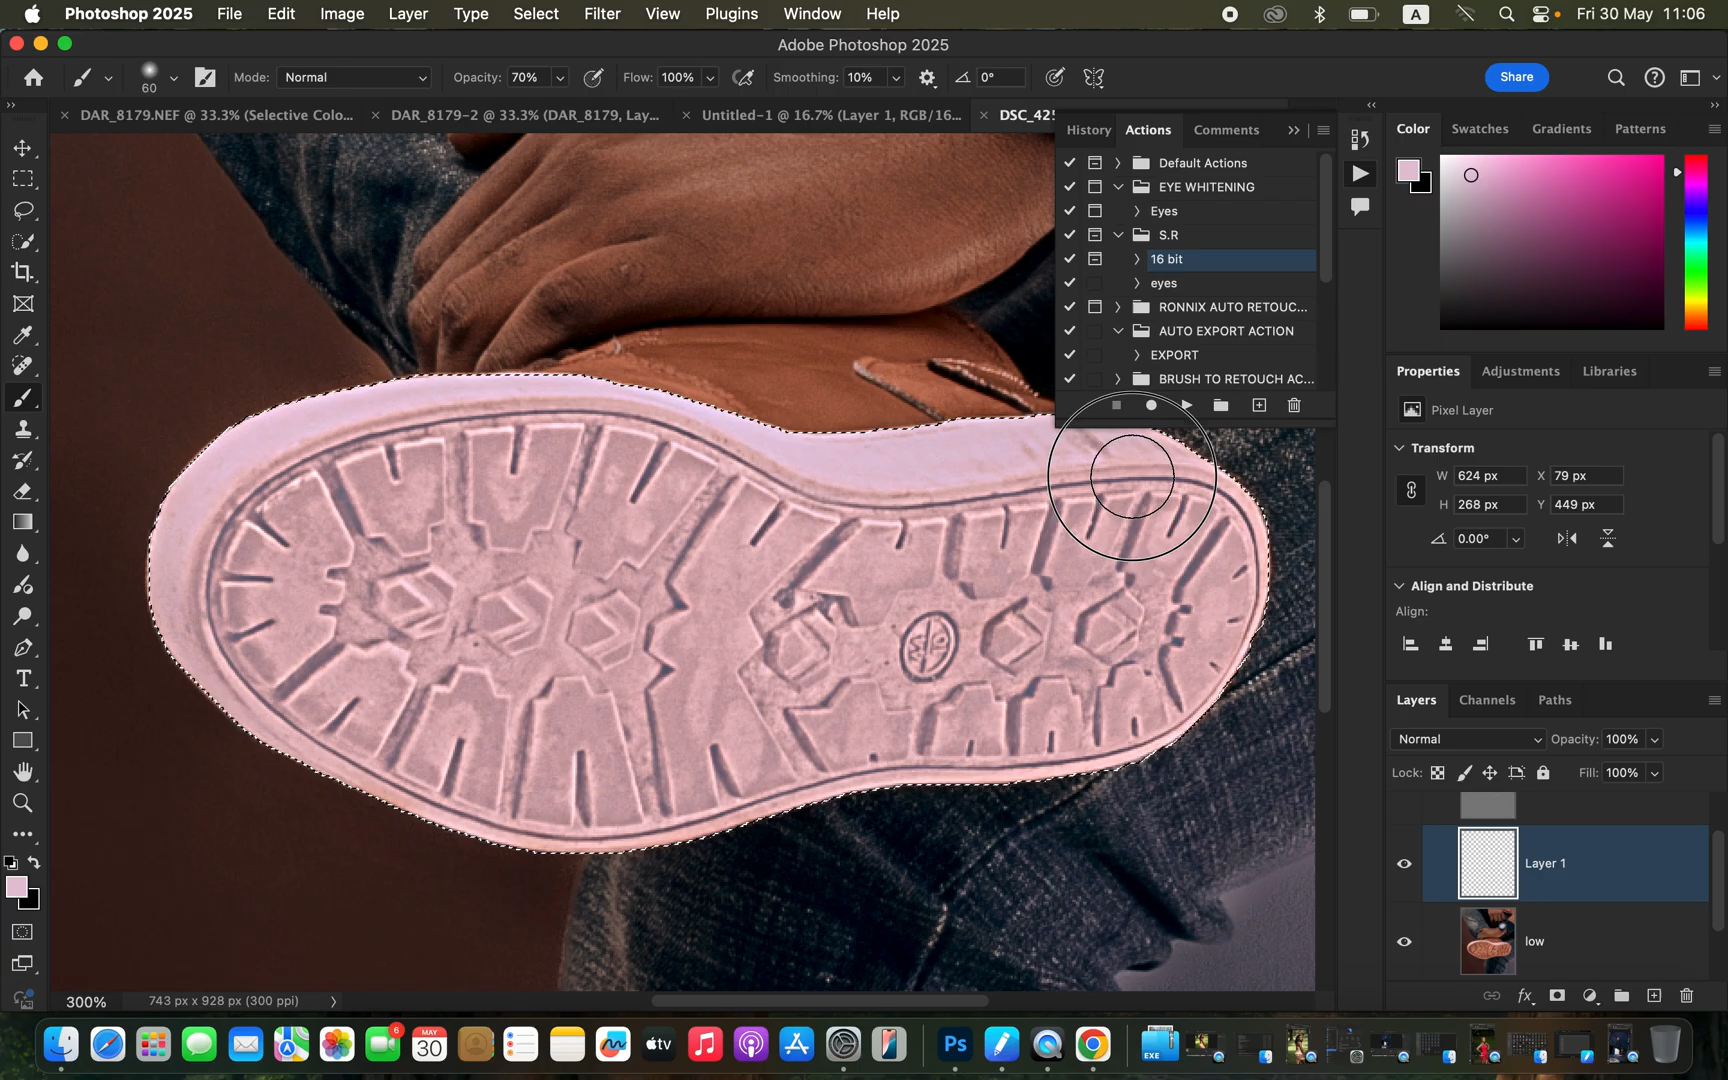 Photoshop 2025 File Edit Image Layer Type Select Filter View Plugins Window Help A Fri 30 May 11:06
Adobe Photoshop 2025
60 Mode: Normal Opacity: 70% Flow: 100% Smoothing: 10% 0° Share
DAR_8179.NEF @ 33.3% (Selective Colo... DAR_8179-2 @ 33.3% (DAR_8179, Lay... Untitled-1 @ 16.7% (Layer 1, RGB/16... DSC_425
History Actions Comments
Default Actions
EYE WHITENING
Eyes
S.R
16 bit
eyes
RONNIX AUTO RETOUC...
AUTO EXPORT ACTION
EXPORT
BRUSH TO RETOUCH AC...
Color Swatches Gradients Patterns
Properties Adjustments Libraries
Pixel Layer
Transform
W 624 px X 79 px
H 268 px Y 449 px
0.00°
Align and Distribute
Align:
Layers Channels Paths
Normal Opacity: 100%
Lock: Fill: 100%
Layer 1
low
fx
T
300% 743 px x 928 px (300 ppi)
6
MAY
30
tv
Ps
EXE